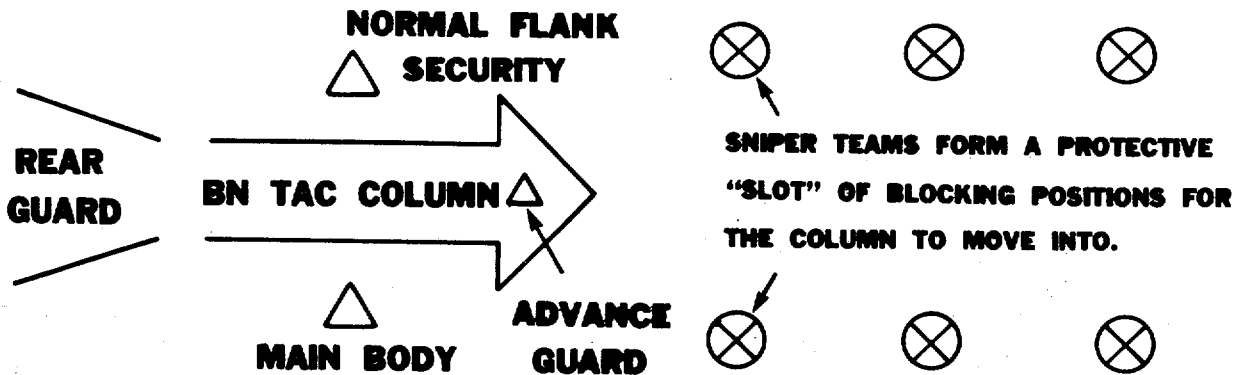 NORMAL FLANK
SECURITY
REAR
GUARD
BN TAC COLUMN
ADVANCE
GUARD
MAIN BODY
SNIPER TEAMS FORM A PROTECTIVE
“SLOT” OF BLOCKING POSITIONS FOR
THE COLUMN TO MOVE INTO.